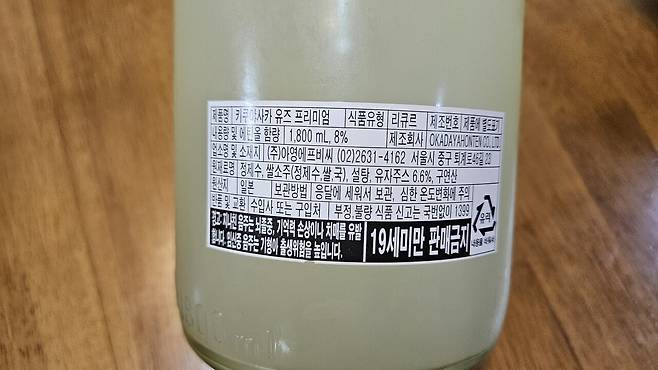 제품명 키쿠야사카 유즈 프리미엄 식품유형 리큐르 제조번호 제품에 별도표기
내용량 및 에탄올 함량 1,800 mL, 8% 제조회사 OKADAYAHONTEN CO.,LTD.
업소명 및 소재지 (주)아영에프비씨 (02)2631-4162 서울시 중구 퇴계로46길 20
원재료명 정제수, 쌀소주(정제수,쌀,국), 설탕, 유자주소 6.6%, 구연산
원산지 일본 보관방법 응달에 세워서 보관, 심한 온도변화에 주의
반품 및 교환 수입사 또는 구입처 부정,불량 식품 신고는 국번없이 1399
경고: 지나친 음주는 뇌졸중, 기억력 손상이나 치매를 유발
합니다. 임신중 음주는 기형아 출생위험을 높입니다.
19세미만 판매금지
유리
1800 ml